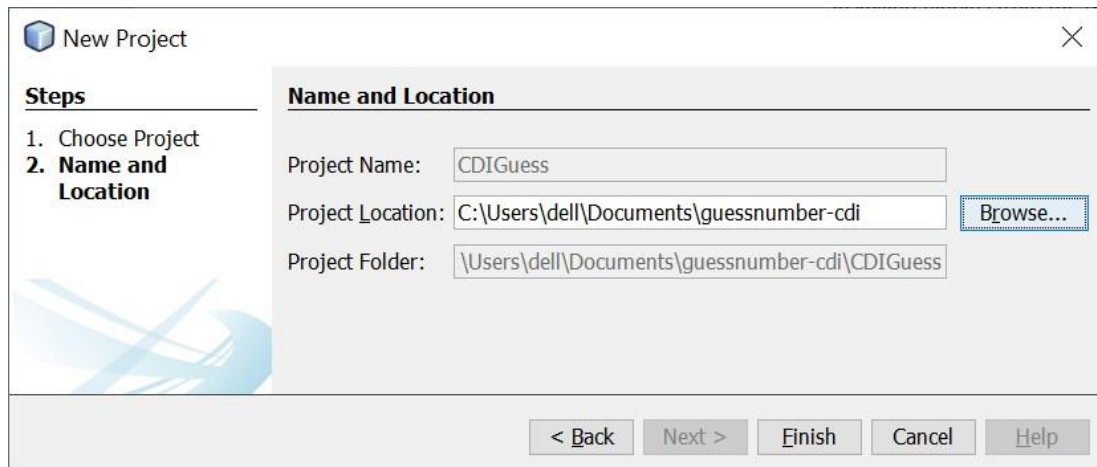 New Project
Steps
1. Choose Project
2. Name and
Location
Name and Location
Project Name: CDIGuess
Project Location: C:\Users\dell\Documents\guessnumber-cdi Browse...
Project Folder: \Users\dell\Documents\guessnumber-cdi\CDIGuess
< Back Next > Finish Cancel Help